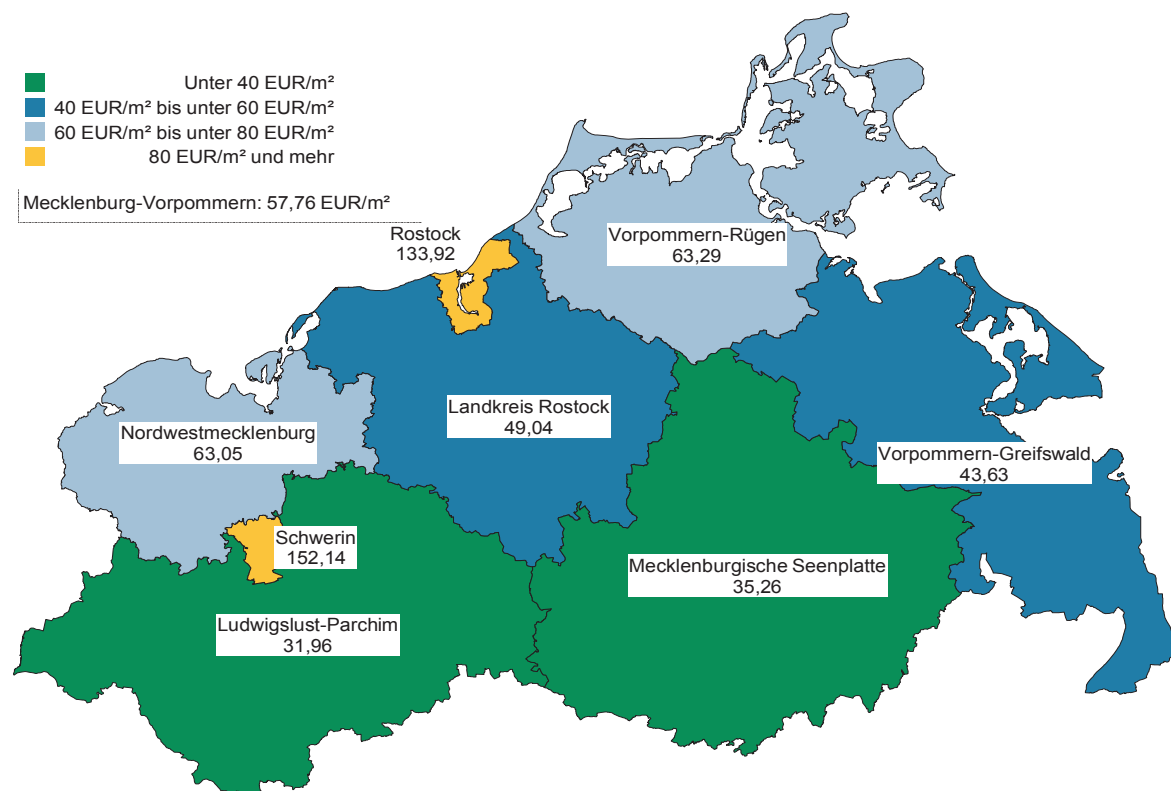 Unter 40 EUR/m²
40 EUR/m² bis unter 60 EUR/m²
60 EUR/m² bis unter 80 EUR/m²
80 EUR/m² und mehr
Mecklenburg-Vorpommern: 57,76 EUR/m²
Rostock
133,92
Vorpommern-Rügen
63,29
Landkreis Rostock
49,04
Nordwestmecklenburg
63,05
Vorpommern-Greifswald
43,63
Schwerin
152,14
Mecklenburgische Seenplatte
35,26
Ludwigslust-Parchim
31,96